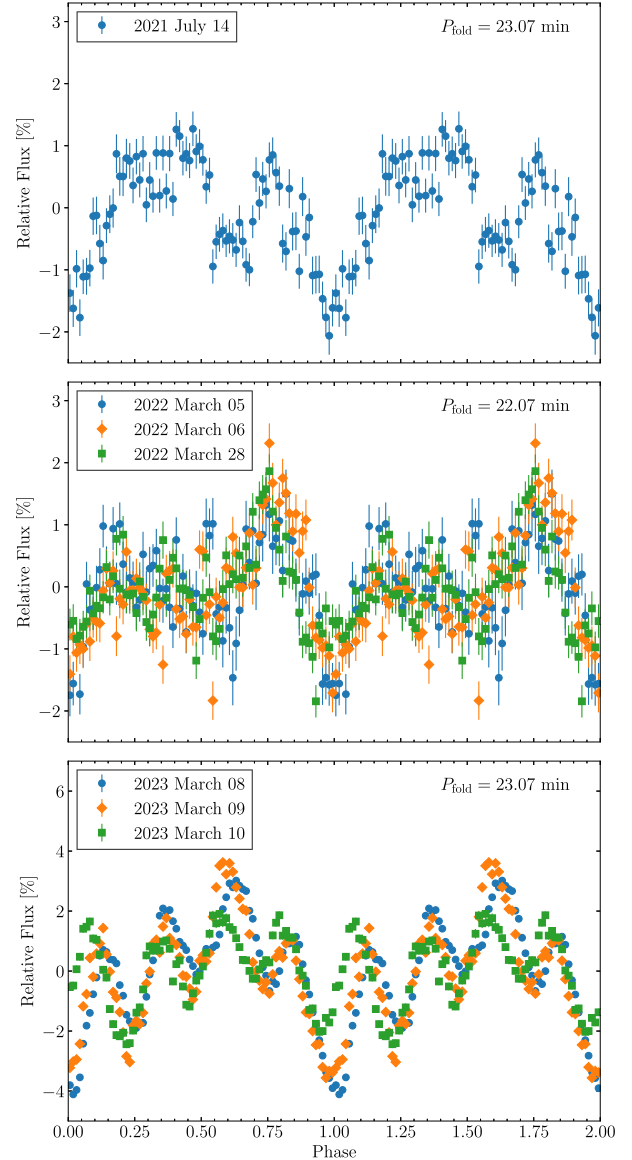 2021 July 14
P_fold = 23.07 min
3
2
1
0
−1
−2
Relative Flux [%]
2022 March 05
2022 March 06
2022 March 28
P_fold = 22.07 min
3
2
1
0
−1
−2
Relative Flux [%]
2023 March 08
2023 March 09
2023 March 10
P_fold = 23.07 min
6
4
2
0
−2
−4
Relative Flux [%]
0.00 0.25 0.50 0.75 1.00 1.25 1.50 1.75 2.00
Phase